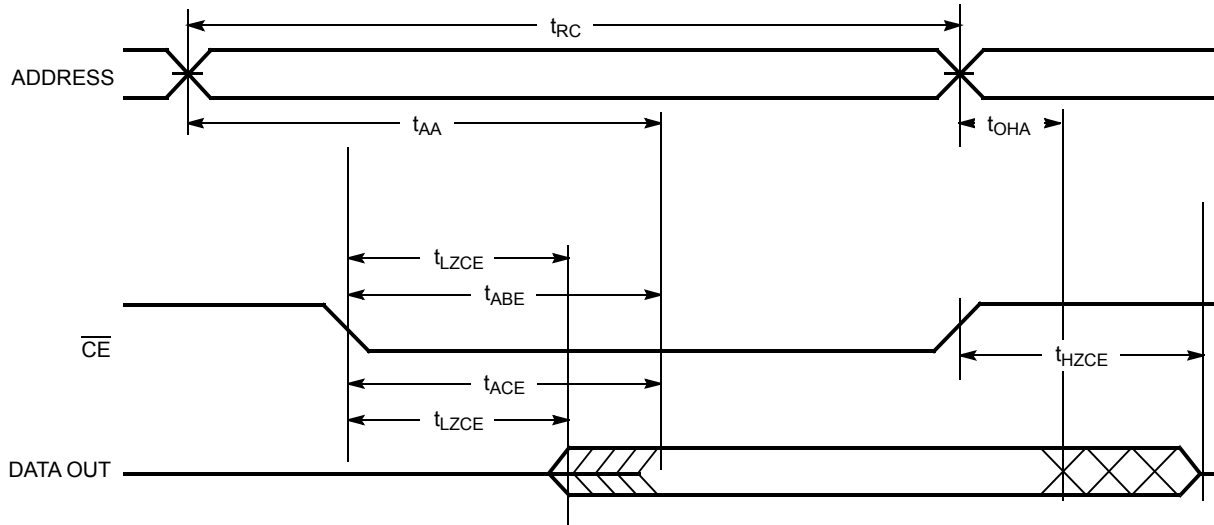 tRC
ADDRESS
tAA
tOHA
tLZCE
tABE
CE
tHZCE
tACE
tLZCE
DATA OUT